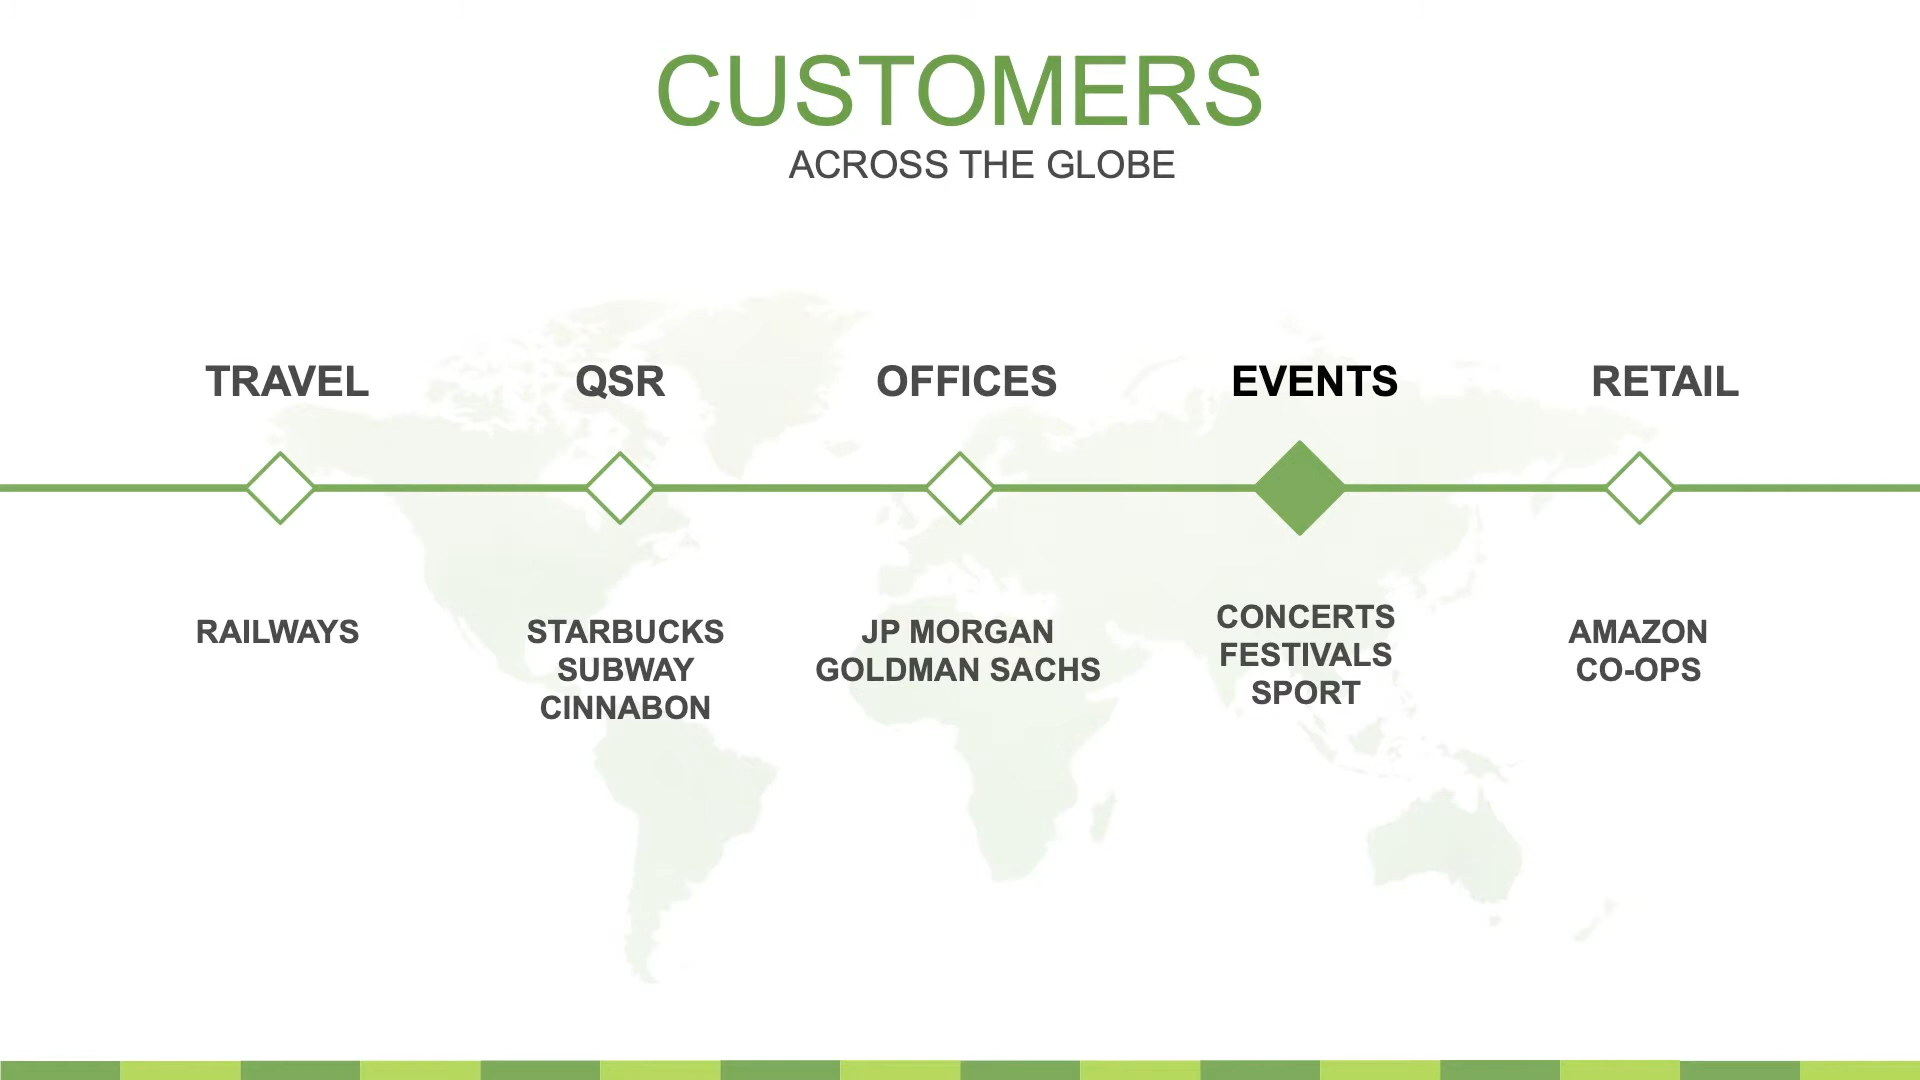 CUSTOMERS
ACROSS THE GLOBE
TRAVEL
QSR
OFFICES
EVENTS
RETAIL
RAILWAYS
STARBUCKS
SUBWAY
CINNABON
JP MORGAN
GOLDMAN SACHS
CONCERTS
FESTIVALS
SPORT
AMAZON
CO-OPS